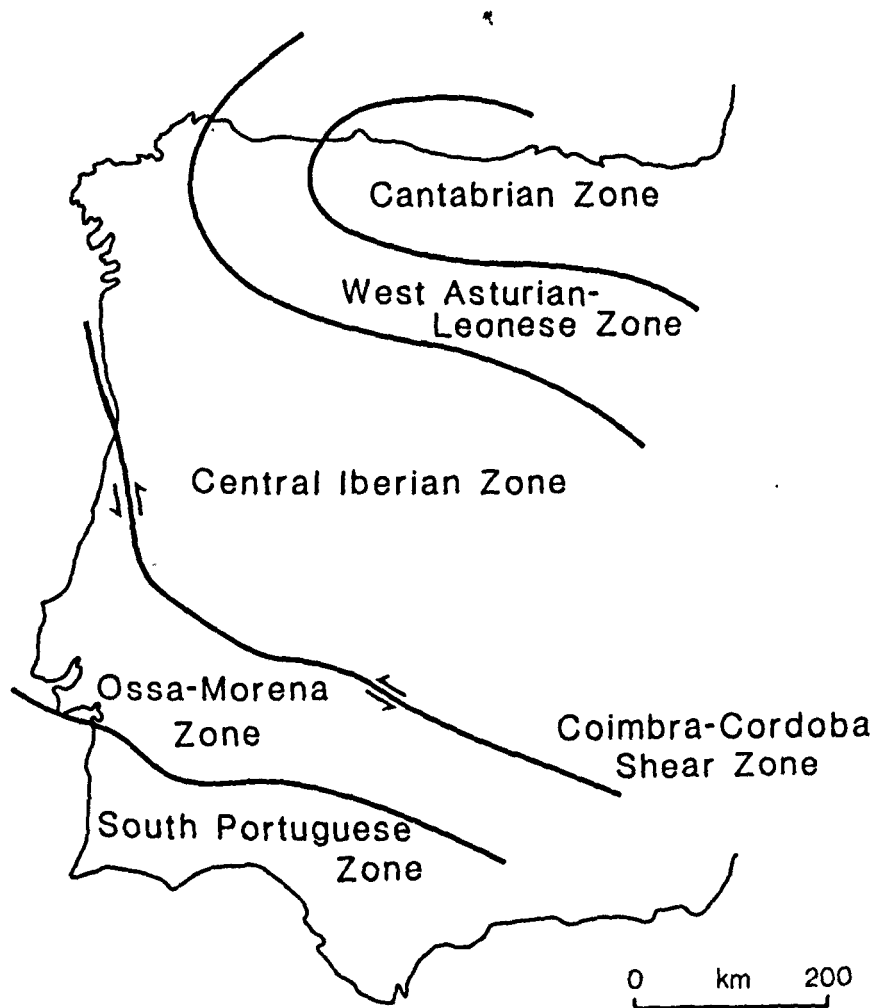 Cantabrian Zone
West Asturian-
Leonese Zone
Central Iberian Zone
Ossa-Morena
Zone
Coimbra-Cordoba
Shear Zone
South Portuguese
Zone
0 km 200